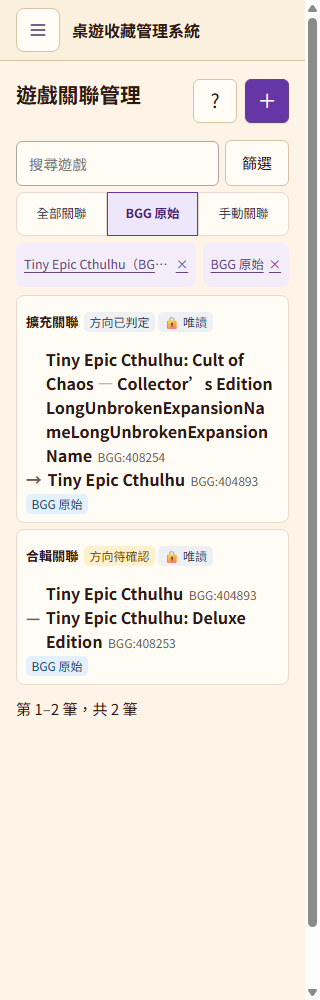 桌遊收藏管理系統
遊戲關聯管理
?
+
搜尋遊戲
篩選
全部關聯
BGG 原始
手動關聯
Tiny Epic Cthulhu（BG… ×
BGG 原始 ×
擴充關聯 方向已判定 🔒 唯讀
Tiny Epic Cthulhu: Cult of
Chaos — Collector’s Edition
LongUnbrokenExpansionNa
meLongUnbrokenExpansion
Name BGG:408254
→ Tiny Epic Cthulhu BGG:404893
BGG 原始
合輯關聯 方向待確認 🔒 唯讀
Tiny Epic Cthulhu BGG:404893
— Tiny Epic Cthulhu: Deluxe
Edition BGG:408253
BGG 原始
第 1–2 筆，共 2 筆